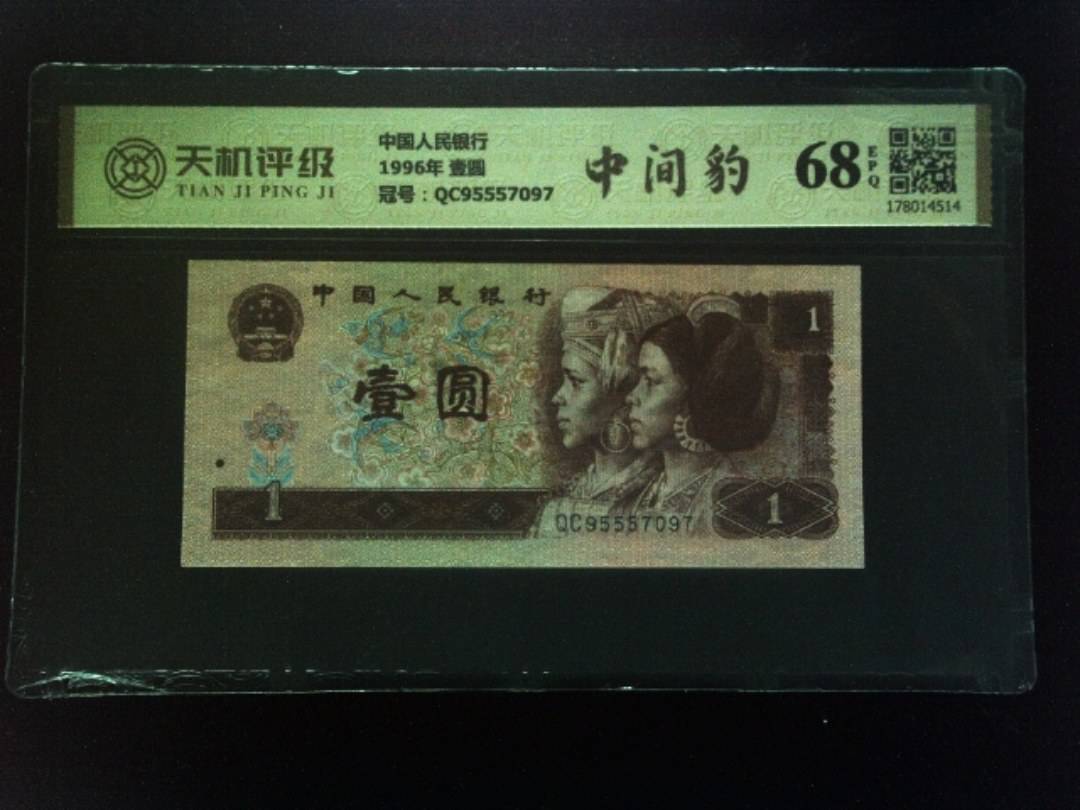 天机评级
TIAN JI PING JI
中国人民银行
1996年 壹圆
冠号：QC95557097
中间豹
68
EPQ
178014514
中国人民银行
1
壹圆
1
QC95557097
1